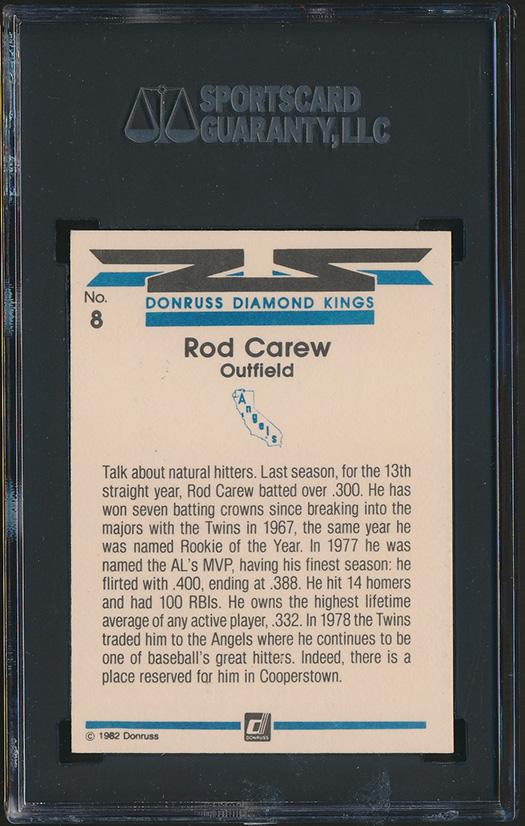 SPORTSCARD
GUARANTY, LLC
No.
8
DONRUSS DIAMOND KINGS
Rod Carew
Outfield
Angels
Talk about natural hitters. Last season, for the 13th
straight year, Rod Carew batted over .300. He has
won seven batting crowns since breaking into the
majors with the Twins in 1967, the same year he
was named Rookie of the Year. In 1977 he was
named the AL's MVP, having his finest season: he
flirted with .400, ending at .388. He hit 14 homers
and had 100 RBIs. He owns the highest lifetime
average of any active player, .332. In 1978 the Twins
traded him to the Angels where he continues to be
one of baseball's great hitters. Indeed, there is a
place reserved for him in Cooperstown.
© 1982 Donruss
d
DONRUSS